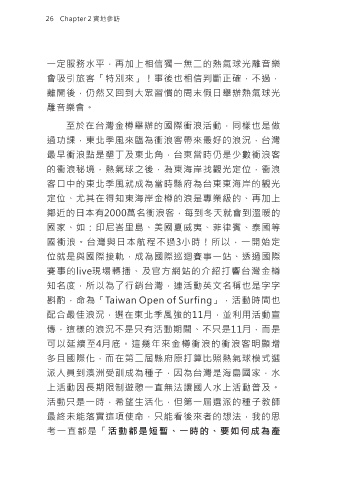 26 Chapter 2 實地參訪
一定服務水平，再加上相信獨一無二的熱氣球光雕音樂
會吸引旅客「特別來」！事後也相信判斷正確，不過，
離開後，仍然又回到大眾習慣的周末假日舉辦熱氣球光
雕音樂會。
至於在台灣金樽舉辦的國際衝浪活動，同樣也是做
過功課，東北季風來臨為衝浪客帶來最好的浪況，台灣
最早衝浪點是墾丁及東北角，台東當時仍是少數衝浪客
的衝浪秘境，熱氣球之後，為東海岸找觀光定位，衝浪
客口中的東北季風就成為當時縣府為台東東海岸的觀光
定位、尤其在得知東海岸金樽的浪是專業級的、再加上
鄰近的日本有2000萬名衝浪客，每到冬天就會到溫暖的
國家、如：印尼峇里島、美國夏威夷、菲律賓、泰國等
國衝浪。台灣與日本航程不過3小時！所以，一開始定
位就是與國際接軌，成為國際巡迴賽事一站、透過國際
賽事的live現場轉播、及官方網站的介紹打響台灣金樽
知名度，所以為了行銷台灣，連活動英文名稱也是字字
斟酌，命為「Taiwan Open of Surfing」，活動時間也
配合最佳浪況，選在東北季風強的11月，並利用活動宣
傳，這樣的浪況不是只有活動期間、不只是11月，而是
可以延續至4月底。這幾年來金樽衝浪的衝浪客明顯增
多且國際化，而在第二屆縣府原打算比照熱氣球模式選
派人員到澳洲受訓成為種子，因為台灣是海島國家，水
上活動因長期限制遊憩一直無法讓國人水上活動普及。
活動只是一時，希望生活化，但第一屆選派的種子教師
最終未能落實這項使命，只能看後來者的想法，我的思
考一直都是「活動都是短暫、一時的、要如何成為產